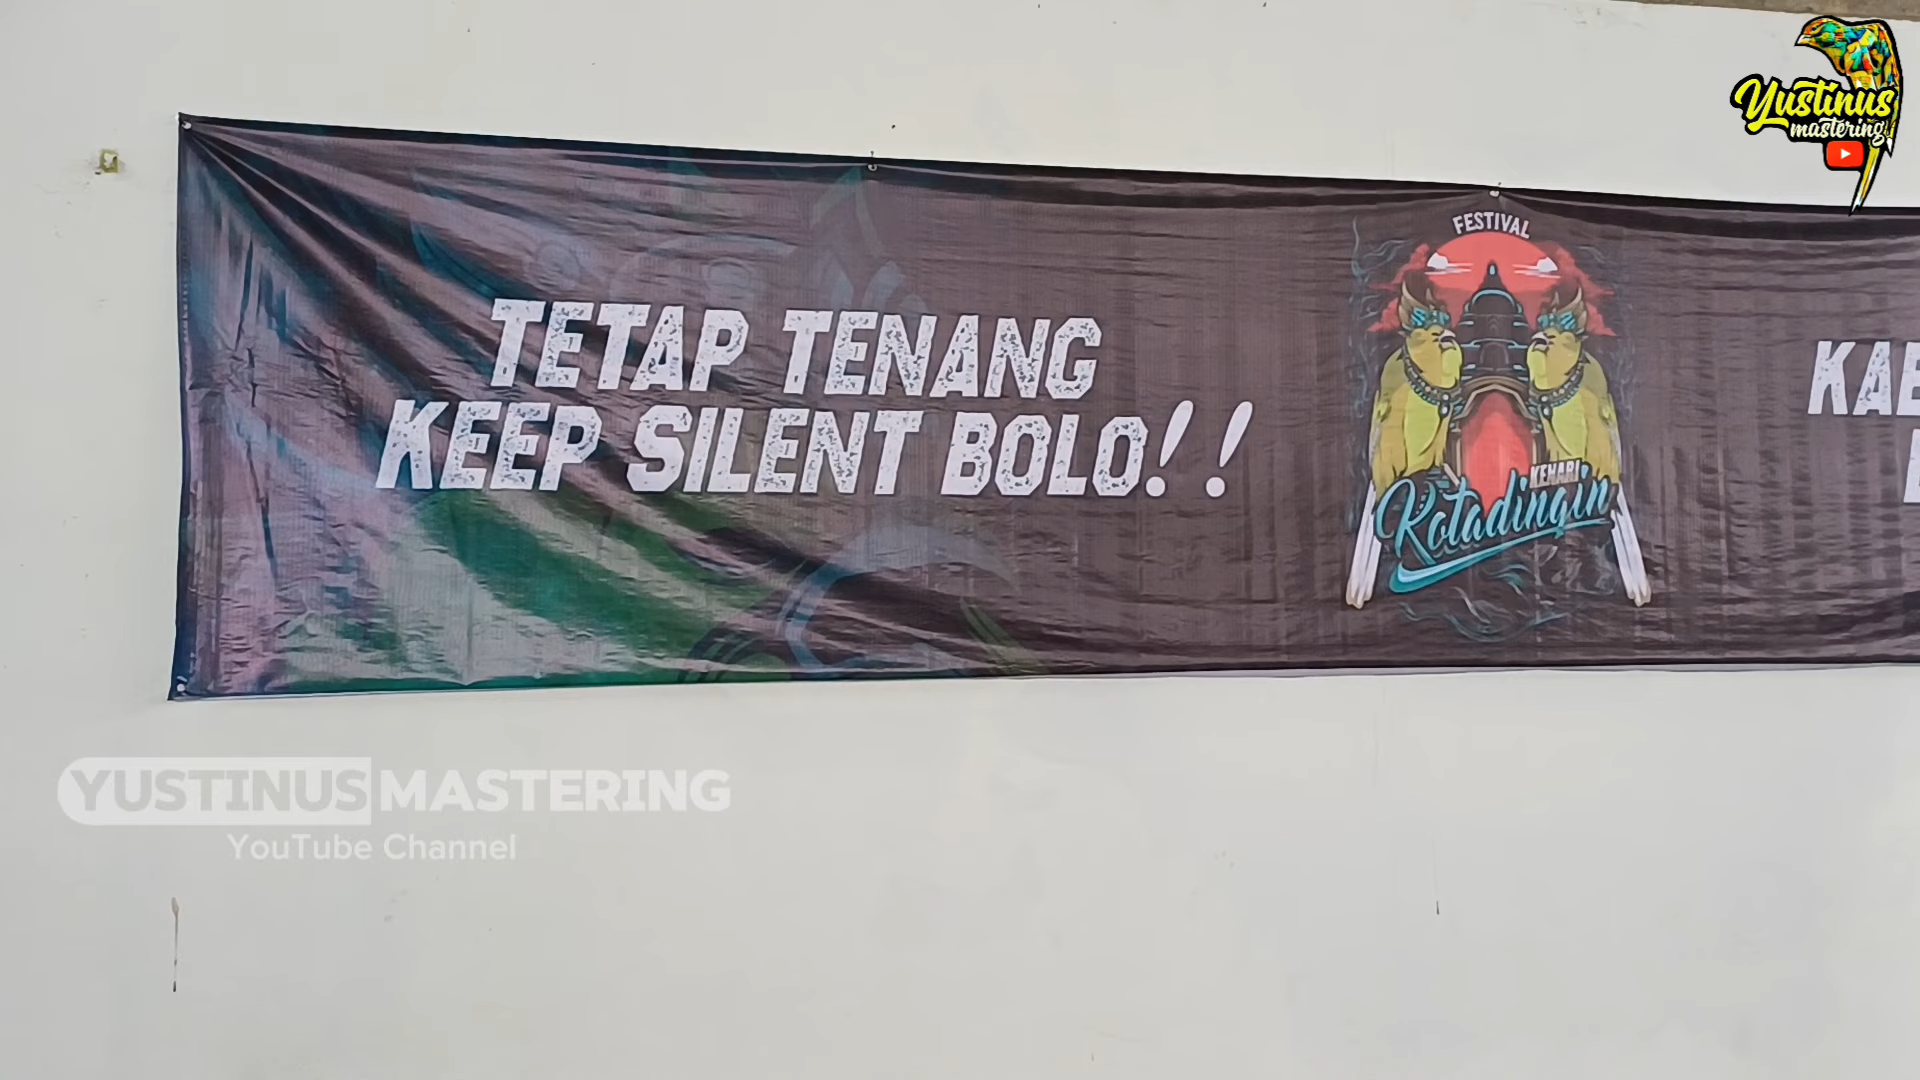 Yustinus
mastering
TETAP TENANG
KEEP SILENT BOLO!!
FESTIVAL
KENARI
Kotadingin
YUSTINUS MASTERING
YouTube Channel